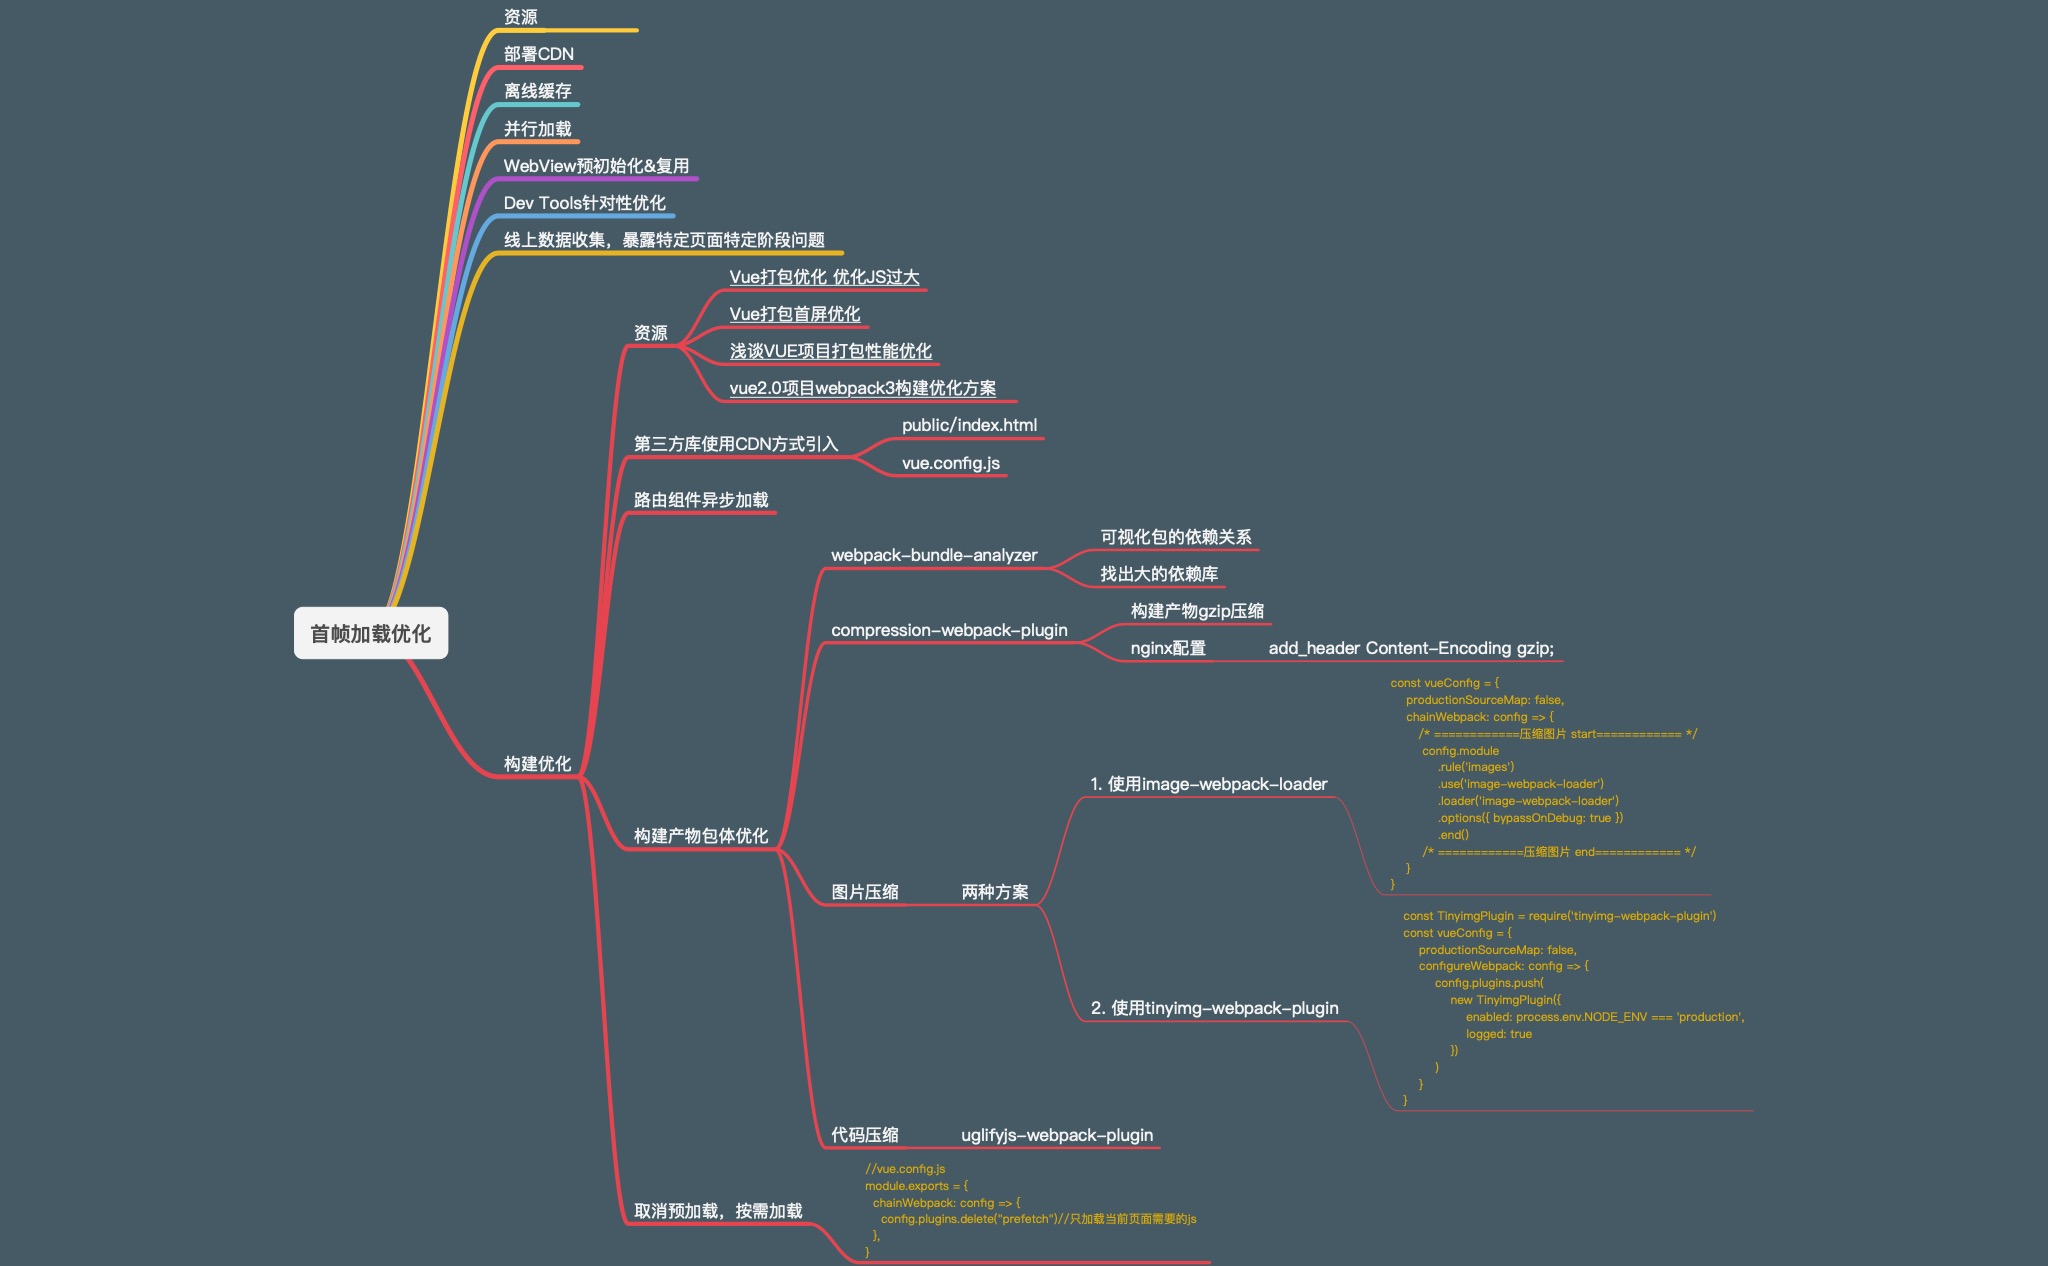 资源
部署CDN
离线缓存
并行加载
WebView预初始化&复用
Dev Tools针对性优化
线上数据收集，暴露特定页面特定阶段问题
首帧加载优化
构建优化
资源
Vue打包优化 优化JS过大
Vue打包首屏优化
浅谈VUE项目打包性能优化
vue2.0项目webpack3构建优化方案
第三方库使用CDN方式引入
public/index.html
vue.config.js
路由组件异步加载
构建产物包体优化
webpack-bundle-analyzer
可视化包的依赖关系
找出大的依赖库
compression-webpack-plugin
构建产物gzip压缩
nginx配置
add_header Content-Encoding gzip;
图片压缩
两种方案
1. 使用image-webpack-loader
const vueConfig = {
productionSourceMap: false,
chainWebpack: config => {
/* ============压缩图片 start============ */
config.module
.rule('images')
.use('image-webpack-loader')
.loader('image-webpack-loader')
.options({ bypassOnDebug: true })
.end()
/* ============压缩图片 end============ */
}
}
2. 使用tinyimg-webpack-plugin
const TinyimgPlugin = require('tinyimg-webpack-plugin')
const vueConfig = {
productionSourceMap: false,
configureWebpack: config => {
config.plugins.push(
new TinyimgPlugin({
enabled: process.env.NODE_ENV === 'production',
logged: true
})
)
}
}
代码压缩
uglifyjs-webpack-plugin
取消预加载，按需加载
//vue.config.js
module.exports = {
chainWebpack: config => {
config.plugins.delete("prefetch")//只加载当前页面需要的js
},
}